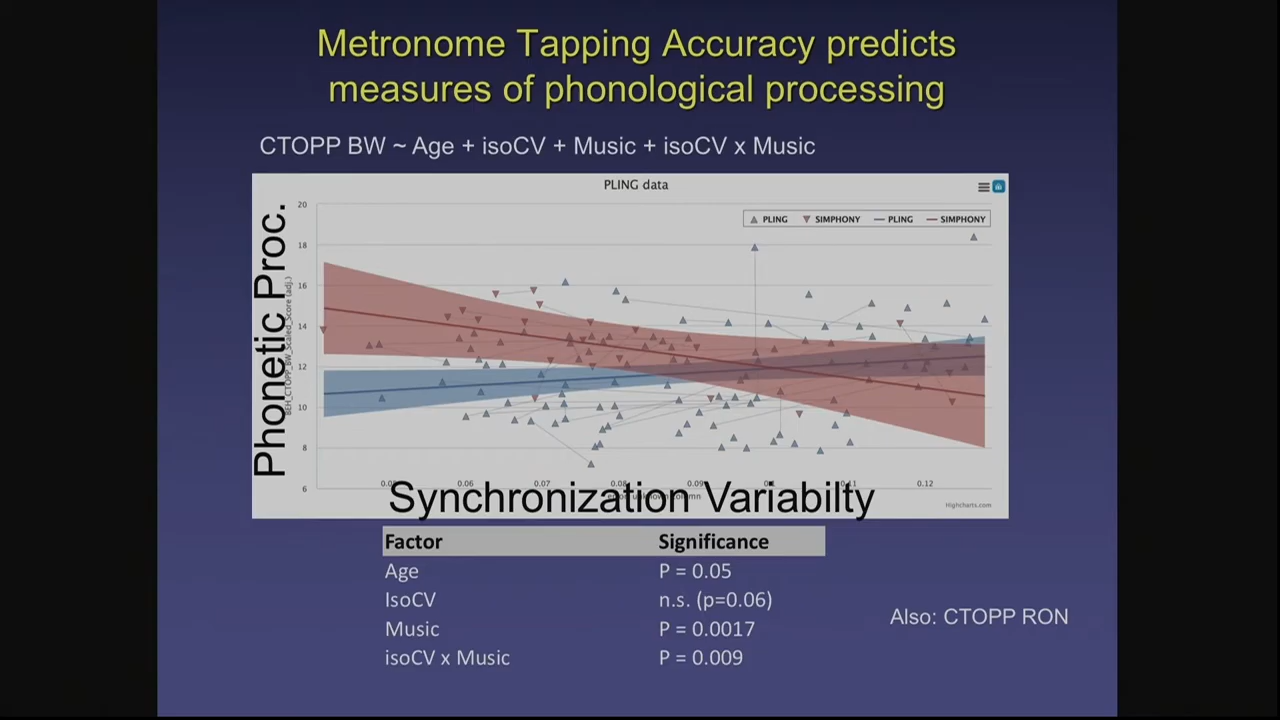 Metronome Tapping Accuracy predicts
measures of phonological processing
CTOPP BW ~ Age + isoCV + Music + isoCV x Music
PLING data
PLING SIMPHONY PLING SIMPHONY
Phonetic Proc.
20
18
16
14
12
10
8
6
0.06 0.07 0.08 0.09 0.11 0.12
Synchronization Variabilty
Highcharts.com
Factor Significance
Age P = 0.05
IsoCV n.s. (p=0.06)
Music P = 0.0017
isoCV x Music P = 0.009
Also: CTOPP RON